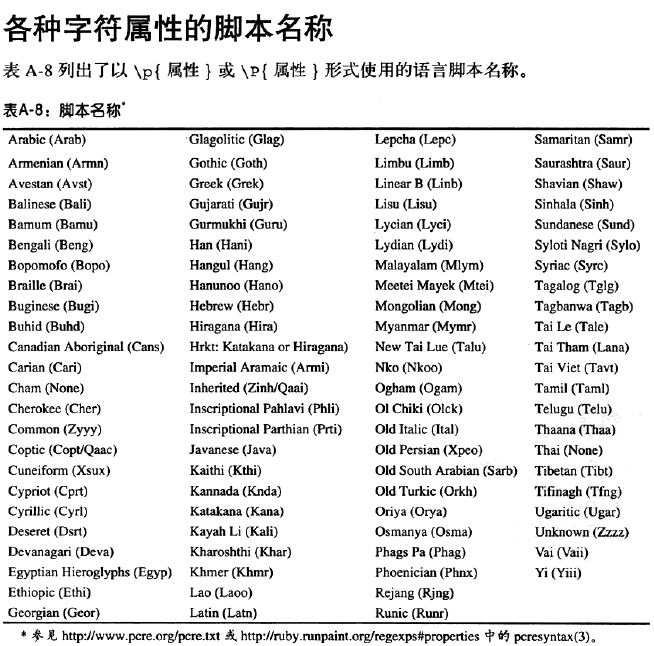 各种字符属性的脚本名称
表 A-8 列出了以 \p{ 属性 } 或 \P{ 属性 } 形式使用的语言脚本名称。
表A-8：脚本名称*
Arabic (Arab) Glagolitic (Glag) Lepcha (Lepc) Samaritan (Samr)
Armenian (Armn) Gothic (Goth) Limbu (Limb) Saurashtra (Saur)
Avestan (Avst) Greek (Grek) Linear B (Linb) Shavian (Shaw)
Balinese (Bali) Gujarati (Gujr) Lisu (Lisu) Sinhala (Sinh)
Bamum (Bamu) Gurmukhi (Guru) Lycian (Lyci) Sundanese (Sund)
Bengali (Beng) Han (Hani) Lydian (Lydi) Syloti Nagri (Sylo)
Bopomofo (Bopo) Hangul (Hang) Malayalam (Mlym) Syriac (Syrc)
Braille (Brai) Hanunoo (Hano) Meetei Mayek (Mtei) Tagalog (Tglg)
Buginese (Bugi) Hebrew (Hebr) Mongolian (Mong) Tagbanwa (Tagb)
Buhid (Buhd) Hiragana (Hira) Myanmar (Mymr) Tai Le (Tale)
Canadian Aboriginal (Cans) Hrkt: Katakana or Hiragana) New Tai Lue (Talu) Tai Tham (Lana)
Carian (Cari) Imperial Aramaic (Armi) Nko (Nkoo) Tai Viet (Tavt)
Cham (None) Inherited (Zinh/Qaai) Ogham (Ogam) Tamil (Taml)
Cherokee (Cher) Inscriptional Pahlavi (Phli) Ol Chiki (Olck) Telugu (Telu)
Common (Zyyy) Inscriptional Parthian (Prti) Old Italic (Ital) Thaana (Thaa)
Coptic (Copt/Qaac) Javanese (Java) Old Persian (Xpeo) Thai (None)
Cuneiform (Xsux) Kaithi (Kthi) Old South Arabian (Sarb) Tibetan (Tibt)
Cypriot (Cprt) Kannada (Knda) Old Turkic (Orkh) Tifinagh (Tfng)
Cyrillic (Cyrl) Katakana (Kana) Oriya (Orya) Ugaritic (Ugar)
Deseret (Dsrt) Kayah Li (Kali) Osmanya (Osma) Unknown (Zzzz)
Devanagari (Deva) Kharoshthi (Khar) Phags Pa (Phag) Vai (Vaii)
Egyptian Hieroglyphs (Egyp) Khmer (Khmr) Phoenician (Phnx) Yi (Yiii)
Ethiopic (Ethi) Lao (Laoo) Rejang (Rjng)
Georgian (Geor) Latin (Latn) Runic (Runr)
* 参见 http://www.pcre.org/pcre.txt 或 http://ruby.runpaint.org/regexps#properties 中的 pcresyntax(3)。